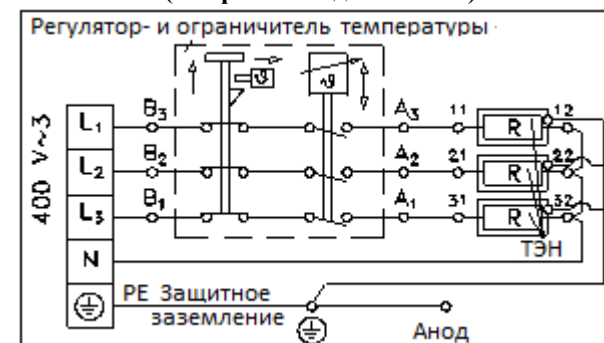 Регулятор- и ограничитель температуры
400 V~3
L₁ B₃ ϑ ϑ A₃ 11 R 12
L₂ B₂ A₂ 21 R 22
L₃ B₁ A₁ 31 R 32
ТЭН
N
PE Защитное
заземление
Анод